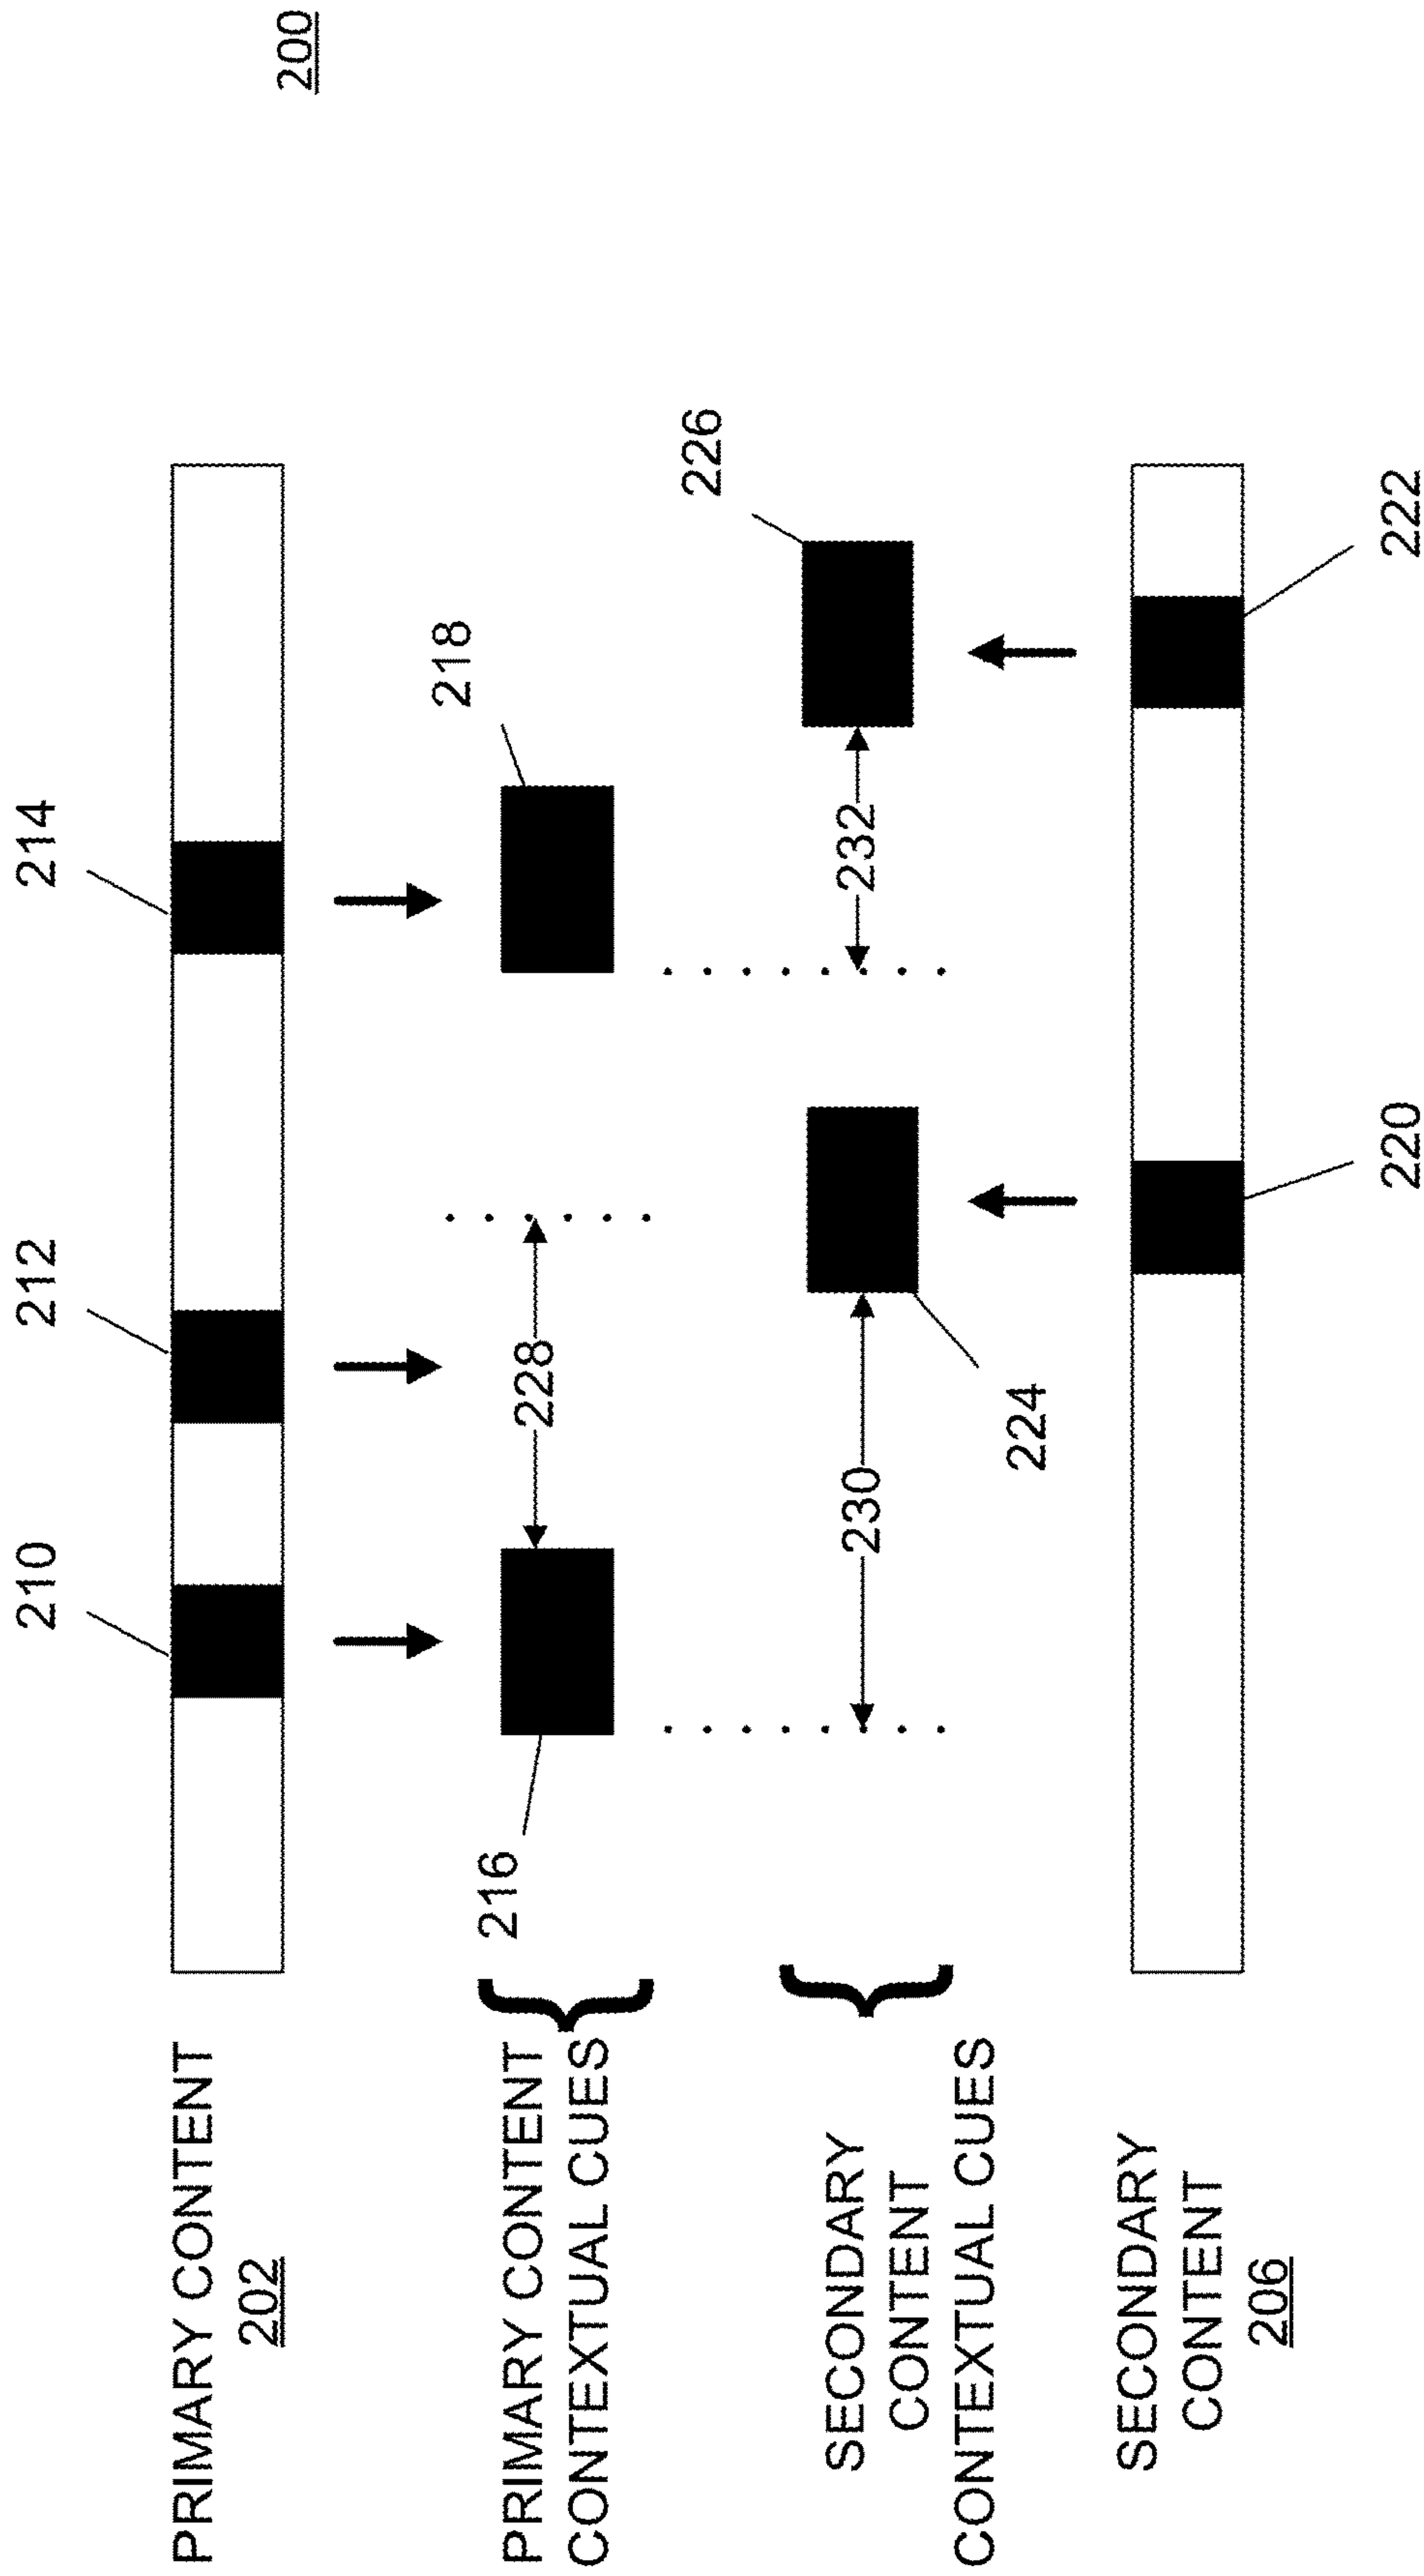 200
210
212
214
PRIMARY CONTENT
202
216
218
PRIMARY CONTENT
CONTEXTUAL CUES
228
226
SECONDARY
CONTENT
CONTEXTUAL CUES
230
232
224
SECONDARY
CONTENT
206
220
222